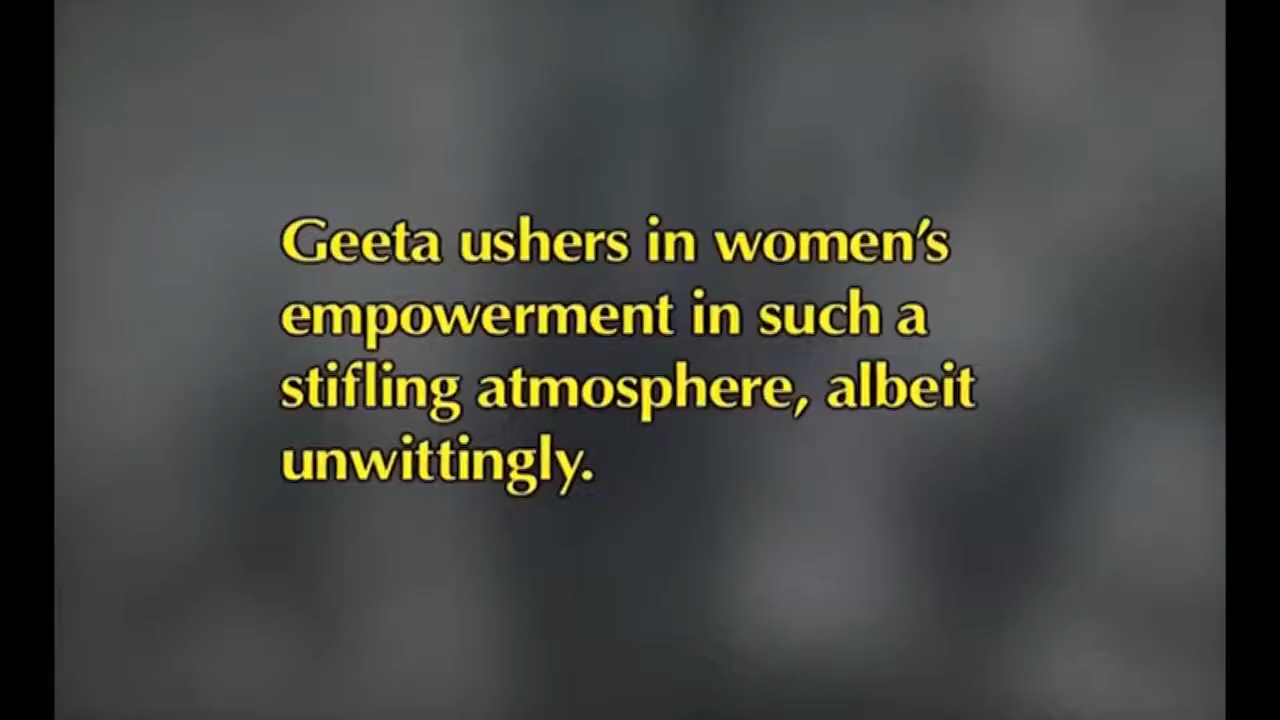 Geeta ushers in women’s
empowerment in such a
stifling atmosphere, albeit
unwittingly.